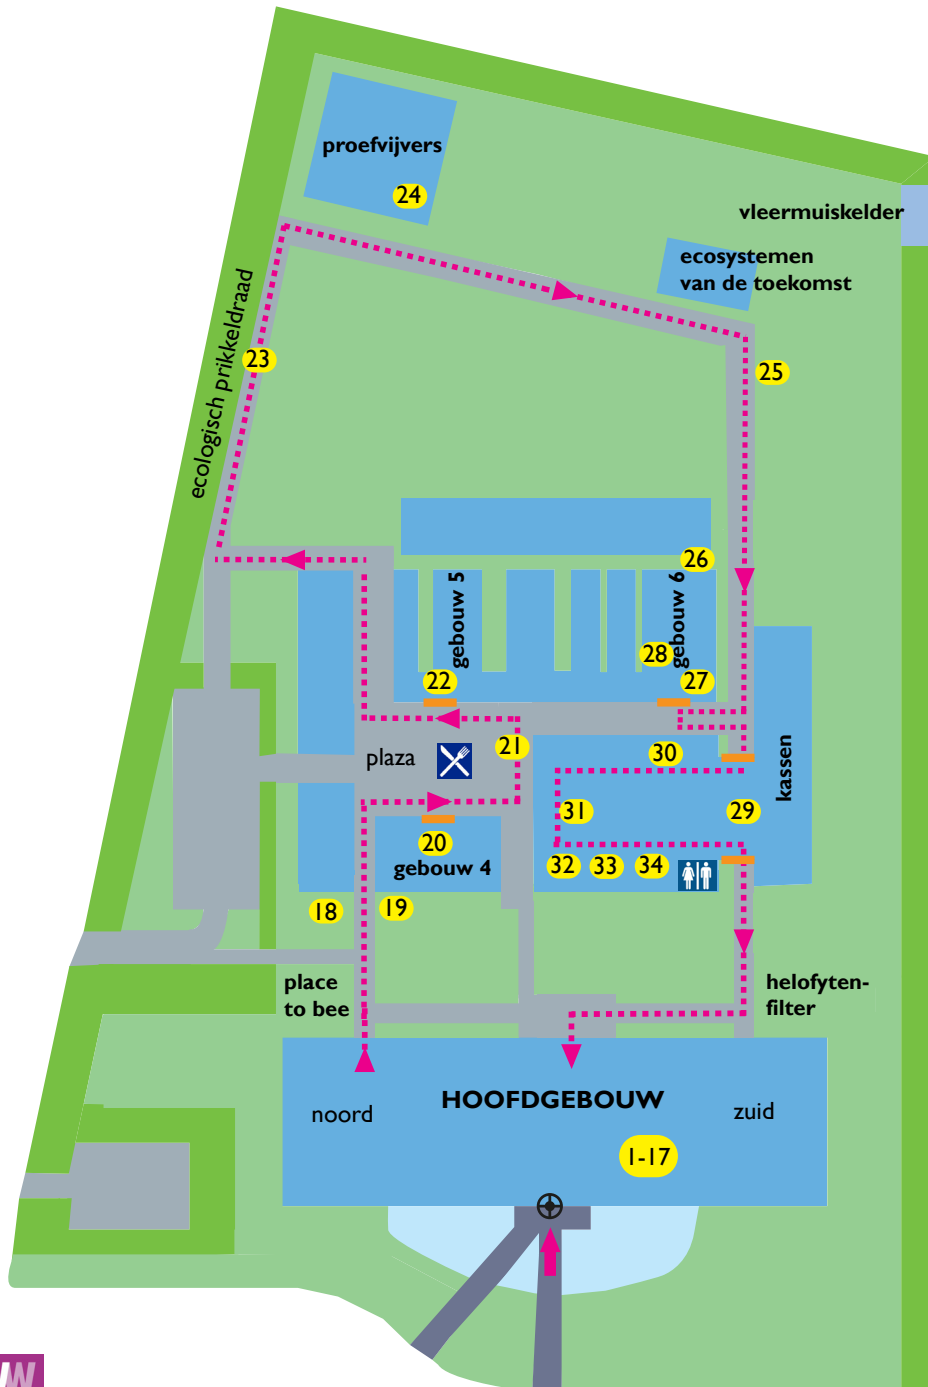 proefvijvers
24
vleermuiskelder
ecosystemen
van de toekomst
ecologisch prikkeldraad
23
25
26
gebouw 5
gebouw 6
28
27
22
21
plaza
30
kassen
31
29
20
gebouw 4
32
33
34
18
19
place
to bee
helofyten-
filter
HOOFDGEBOUW
noord
zuid
1-17